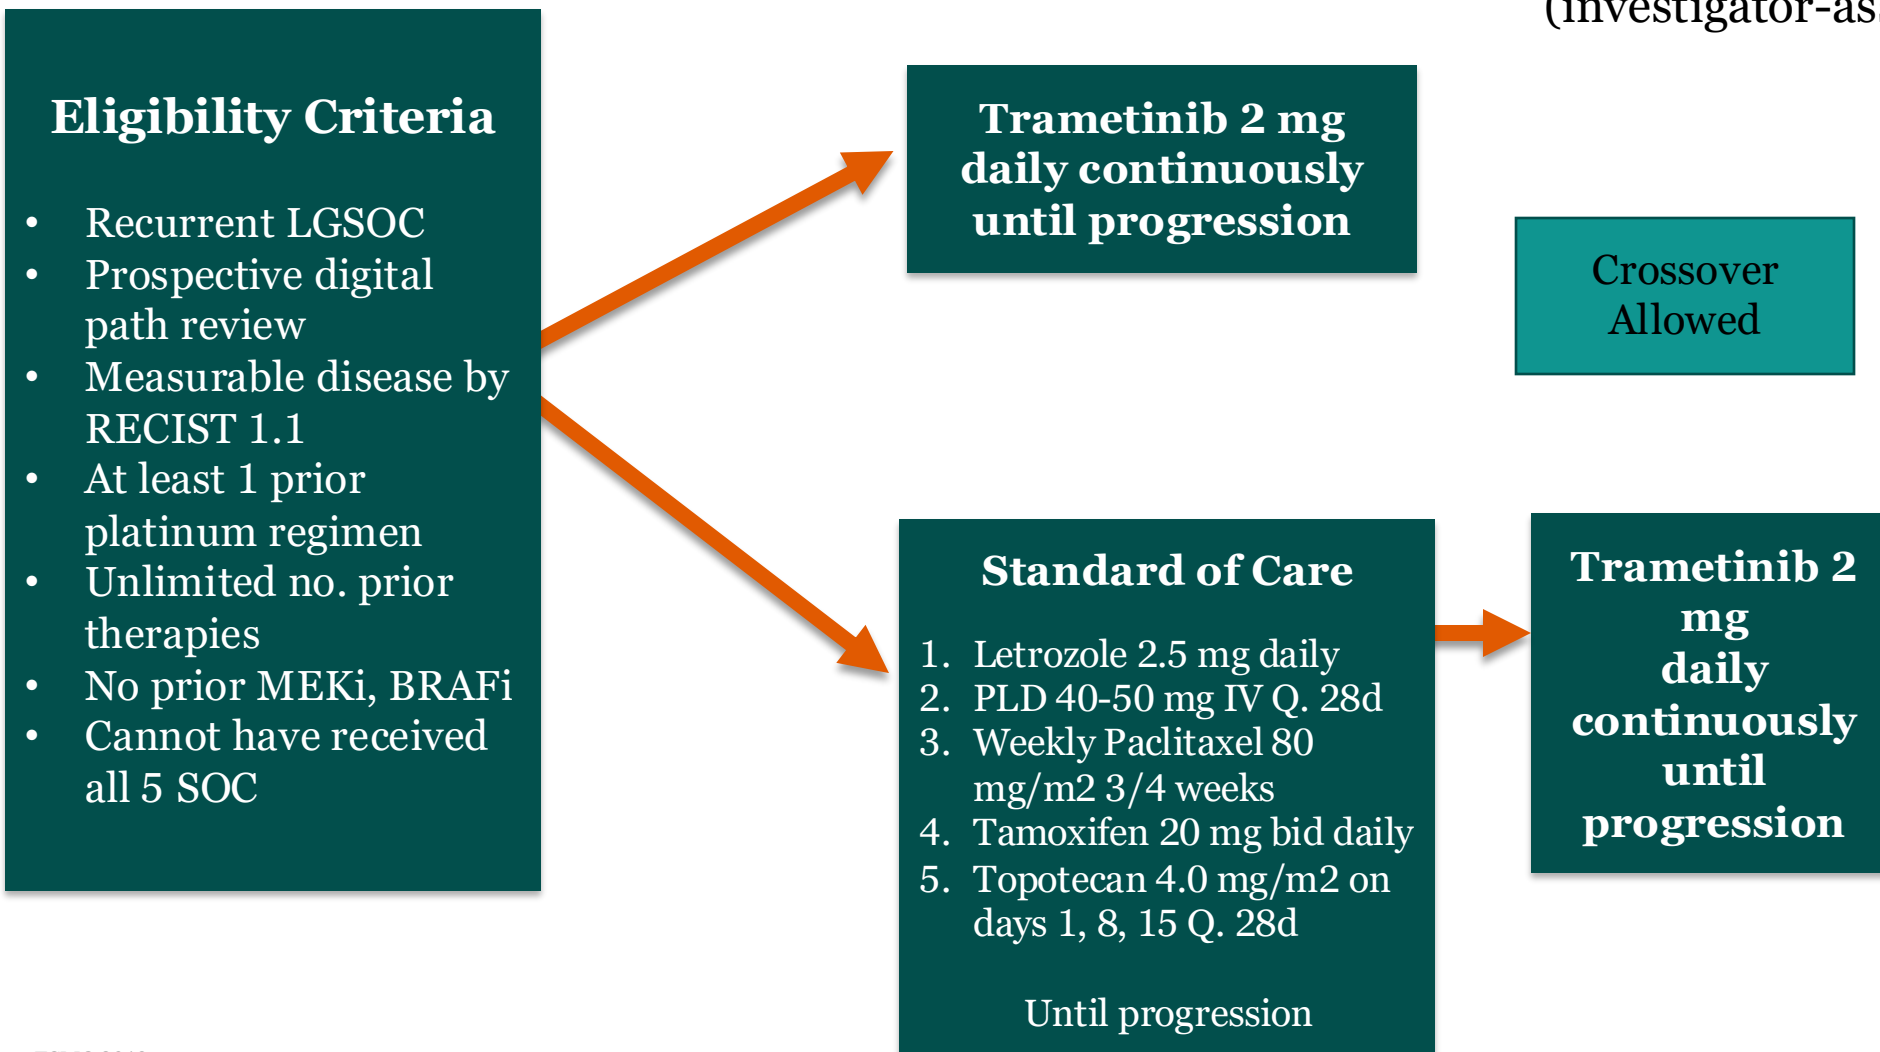 (investigator-as
Eligibility Criteria
• Recurrent LGSOC
• Prospective digital
path review
• Measurable disease by
RECIST 1.1
• At least 1 prior
platinum regimen
• Unlimited no. prior
therapies
• No prior MEKi, BRAFi
• Cannot have received
all 5 SOC
Trametinib 2 mg
daily continuously
until progression
Crossover
Allowed
Standard of Care
1. Letrozole 2.5 mg daily
2. PLD 40-50 mg IV Q. 28d
3. Weekly Paclitaxel 80
mg/m2 3/4 weeks
4. Tamoxifen 20 mg bid daily
5. Topotecan 4.0 mg/m2 on
days 1, 8, 15 Q. 28d
Until progression
Trametinib 2
mg
daily
continuously
until
progression